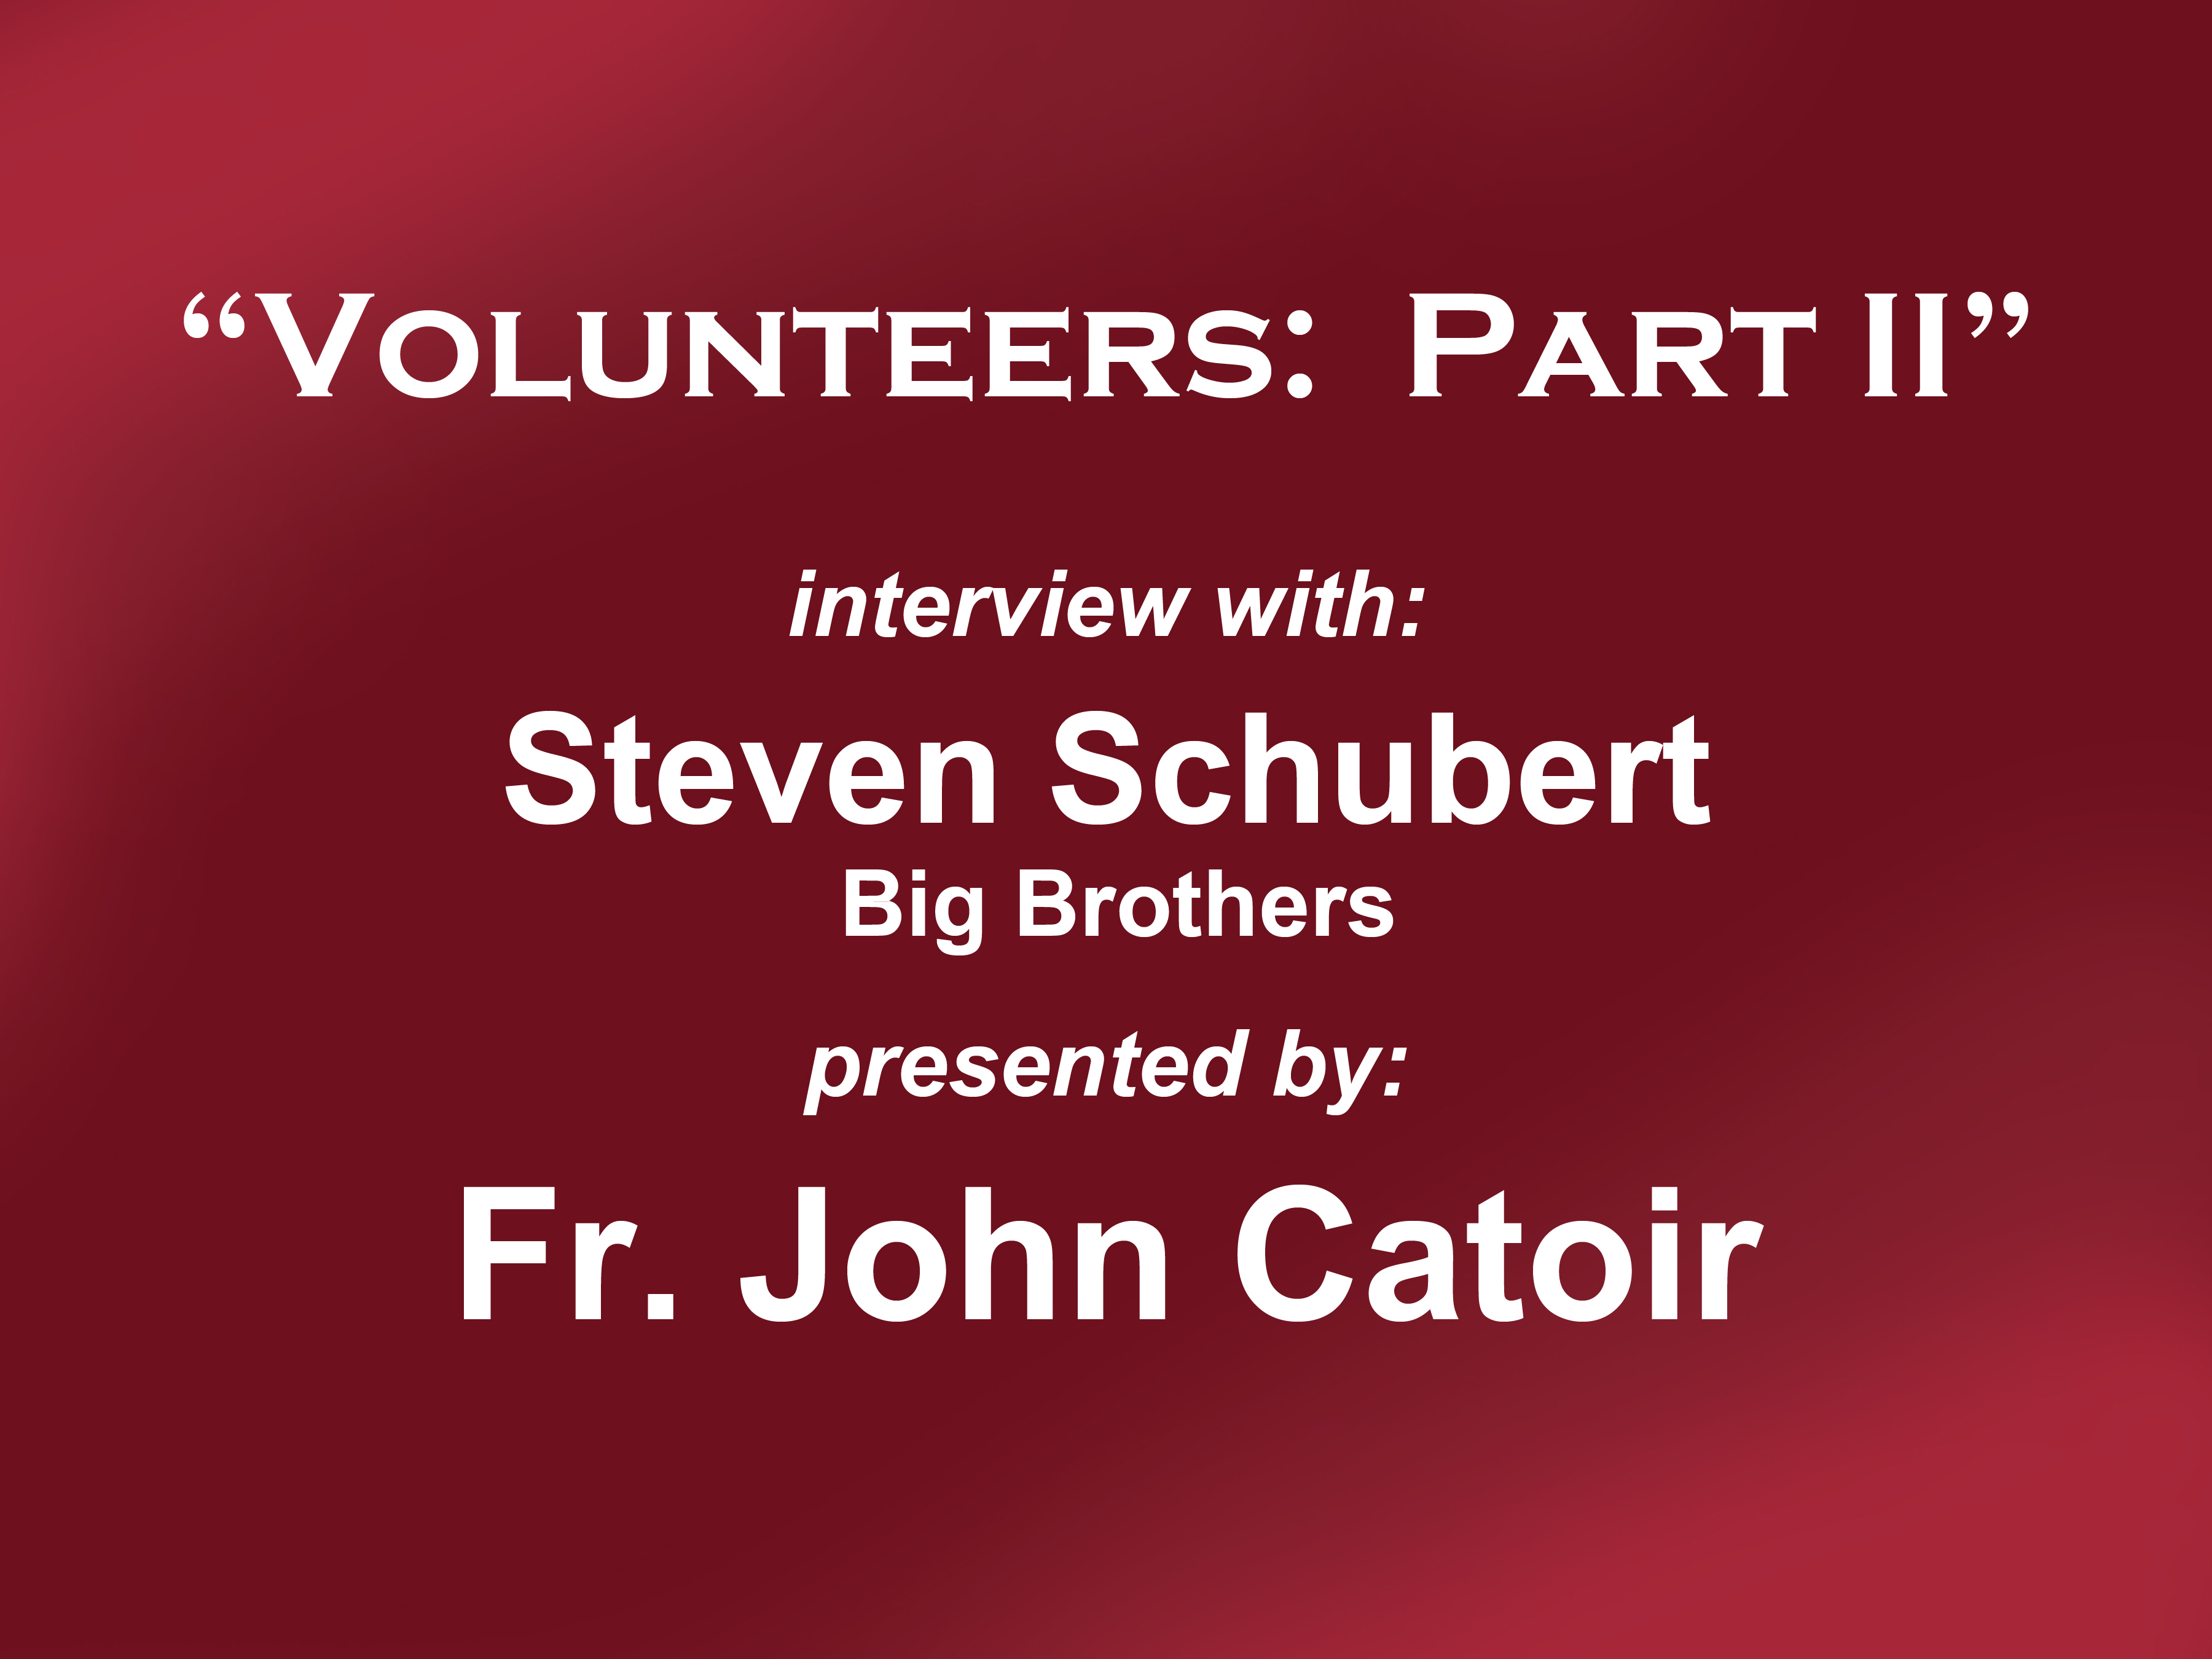 “Volunteers: Part II”
interview with:
Steven Schubert
Big Brothers
presented by:
Fr. John Catoir